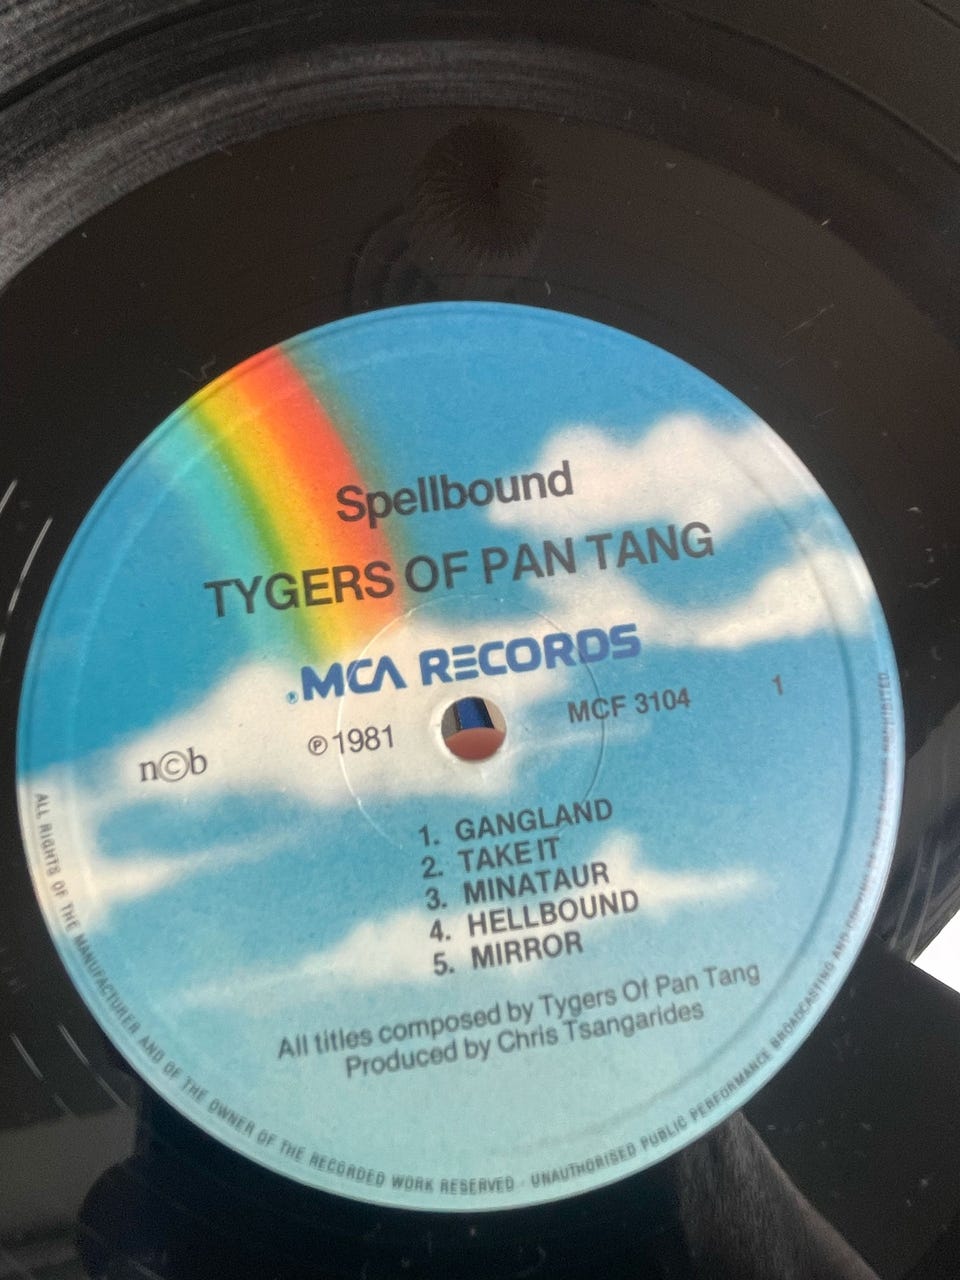 Spellbound
TYGERS OF PAN TANG
®MCA RECORDS
n©b
℗1981
MCF 3104
1
1. GANGLAND
2. TAKE IT
3. MINATAUR
4. HELLBOUND
5. MIRROR
All titles composed by Tygers Of Pan Tang
Produced by Chris Tsangarides
ALL RIGHTS OF THE MANUFACTURER AND OF THE OWNER OF THE RECORDED WORK RESERVED · UNAUTHORISED PUBLIC PERFORMANCE BROADCASTING AND COPYING PROHIBITED